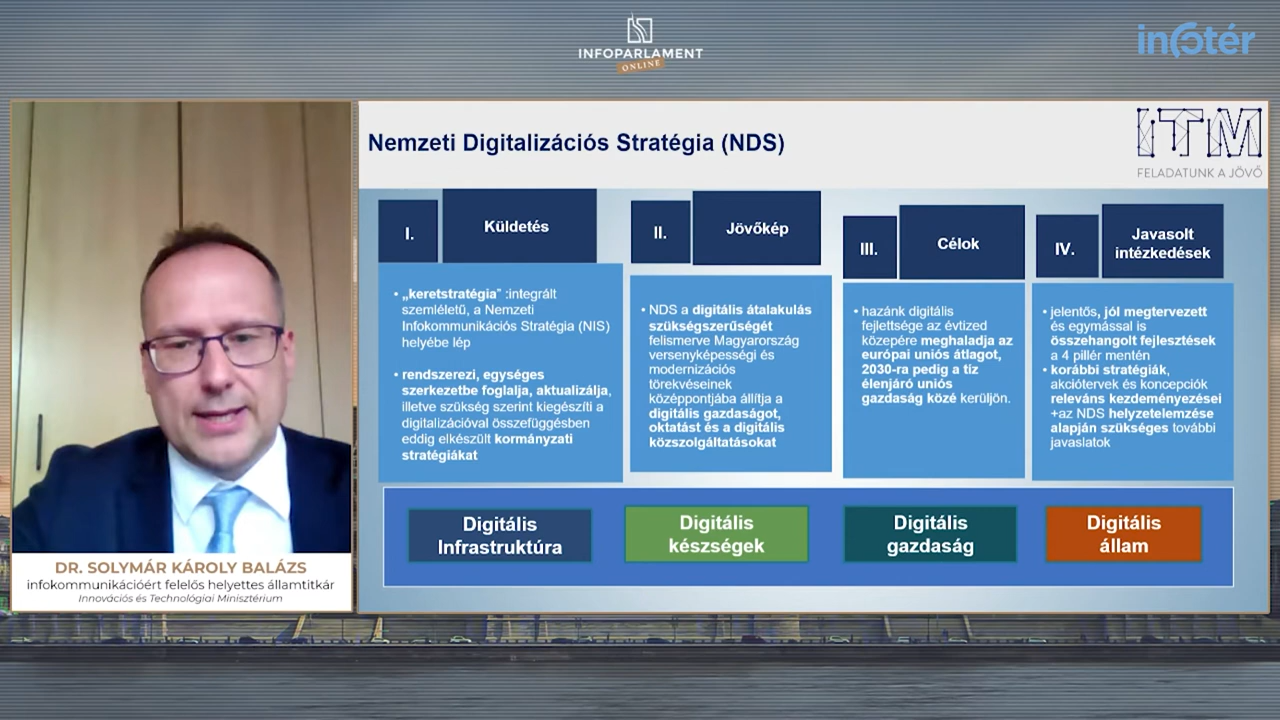 INFOPARLAMENT
ONLINE
infotér
Nemzeti Digitalizációs Stratégia (NDS)
ITM
FELADATUNK A JÖVŐ
I.
Küldetés
• „keretstratégia" :integrált
szemléletű, a Nemzeti
Infokommunikációs Stratégia (NIS)
helyébe lép
• rendszerezi, egységes
szerkezetbe foglalja, aktualizálja,
illetve szükség szerint kiegészíti a
digitalizációval összefüggésben
eddig elkészült kormányzati
stratégiákat
II.
Jövőkép
• NDS a digitális átalakulás
szükségszerűségét
felismerve Magyarország
versenyképességi és
modernizációs
törekvéseinek
középpontjába állítja a
digitális gazdaságot,
oktatást és a digitális
közszolgáltatásokat
III.
Célok
• hazánk digitális
fejlettsége az évtized
közepére meghaladja az
európai uniós átlagot,
2030-ra pedig a tíz
élenjáró uniós
gazdaság közé kerüljön.
IV.
Javasolt
intézkedések
• jelentős, jól megtervezett
és egymással is
összehangolt fejlesztések
a 4 pillér mentén
• korábbi stratégiák,
akciótervek és koncepciók
releváns kezdeményezései
+az NDS helyzetelemzése
alapján szükséges további
javaslatok
Digitális
Infrastruktúra
Digitális
készségek
Digitális
gazdaság
Digitális
állam
DR. SOLYMÁR KÁROLY BALÁZS
infokommunikációért felelős helyettes államtitkár
Innovációs és Technológiai Minisztérium